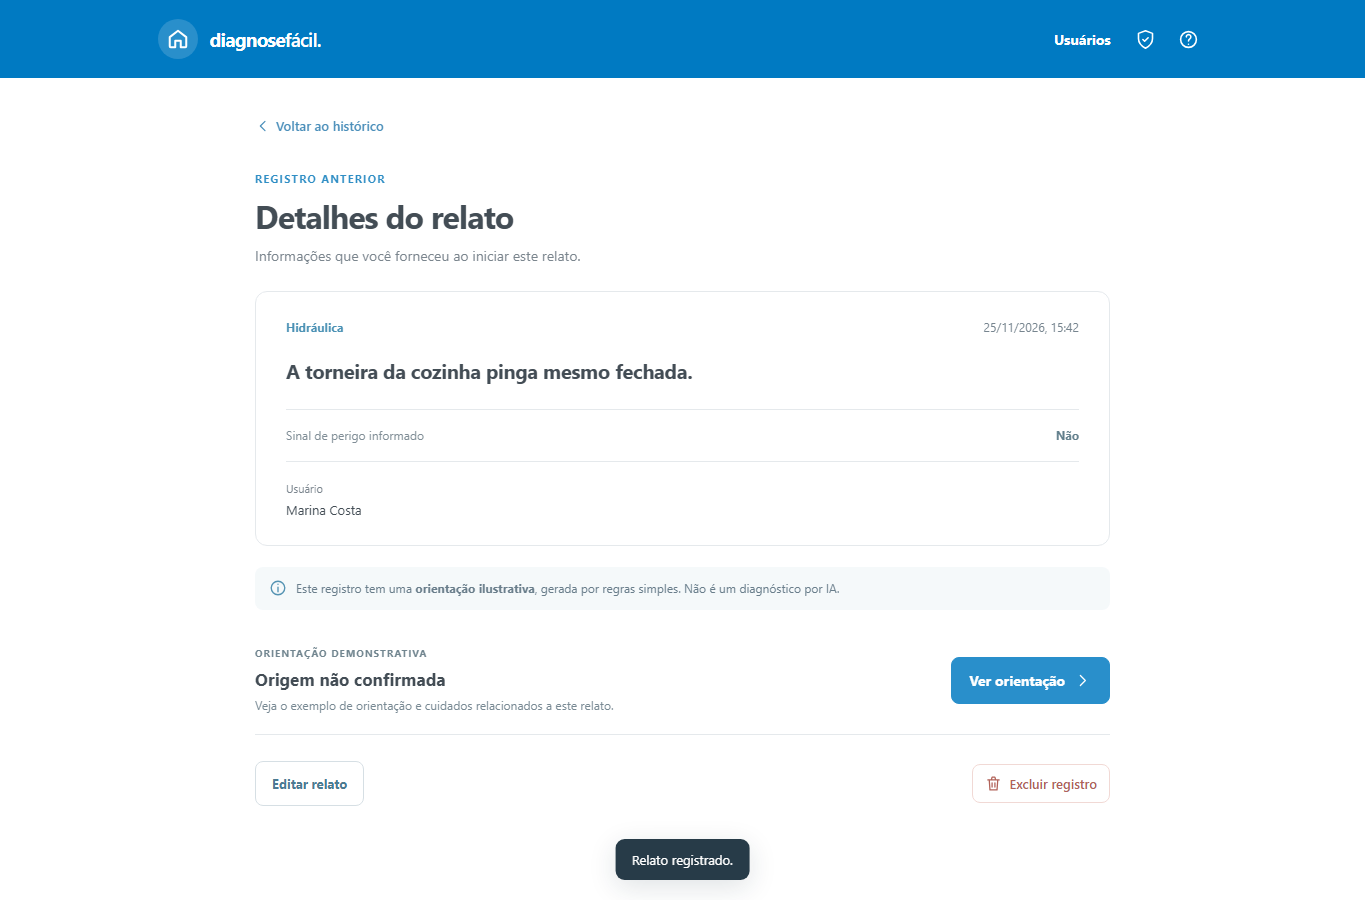 diagnosefácil.
Usuários
Voltar ao histórico
REGISTRO ANTERIOR
Detalhes do relato
Informações que você forneceu ao iniciar este relato.
Hidráulica
25/11/2026, 15:42
A torneira da cozinha pinga mesmo fechada.
Sinal de perigo informado
Não
Usuário
Marina Costa
Este registro tem uma orientação ilustrativa, gerada por regras simples. Não é um diagnóstico por IA.
ORIENTAÇÃO DEMONSTRATIVA
Origem não confirmada
Veja o exemplo de orientação e cuidados relacionados a este relato.
Ver orientação
Editar relato
Excluir registro
Relato registrado.